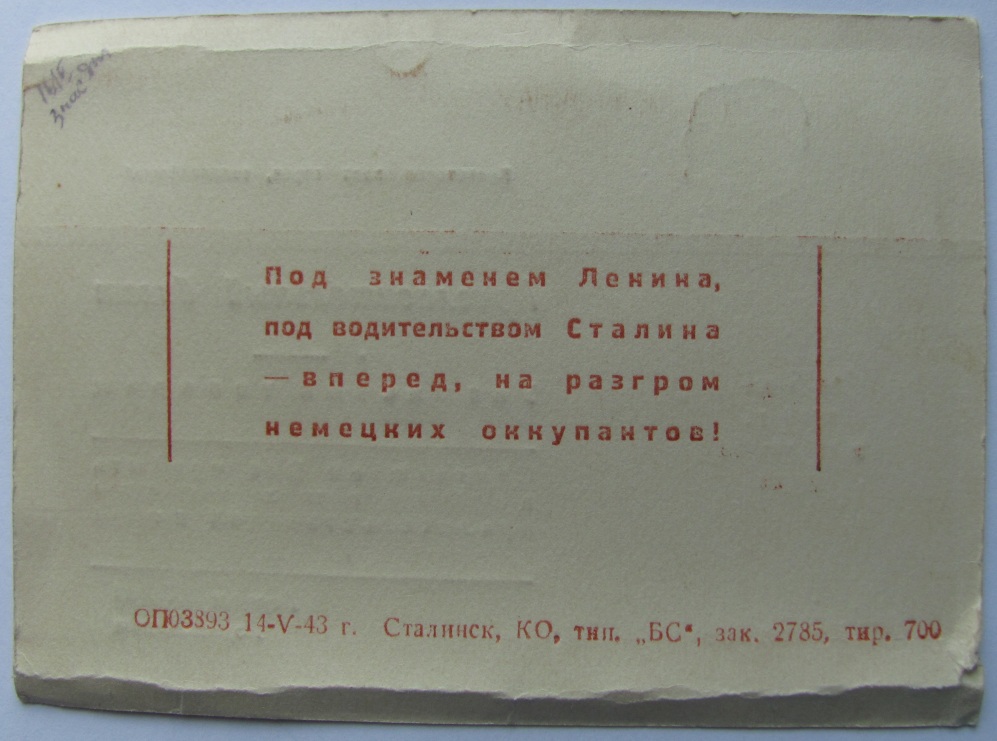 Под знаменем Ленина,
под водительством Сталина
— вперед, на разгром
немецких оккупантов!
ОП03893 14-V-43 г. Сталинск, КО, тип. „БС“, зак. 2785, тир. 700